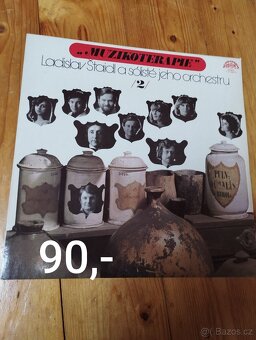 „MUZIKOTERAPIE"
Ladislav Štaidl a sólisté jeho orchestru
/2/
90,-
Bazos.cz